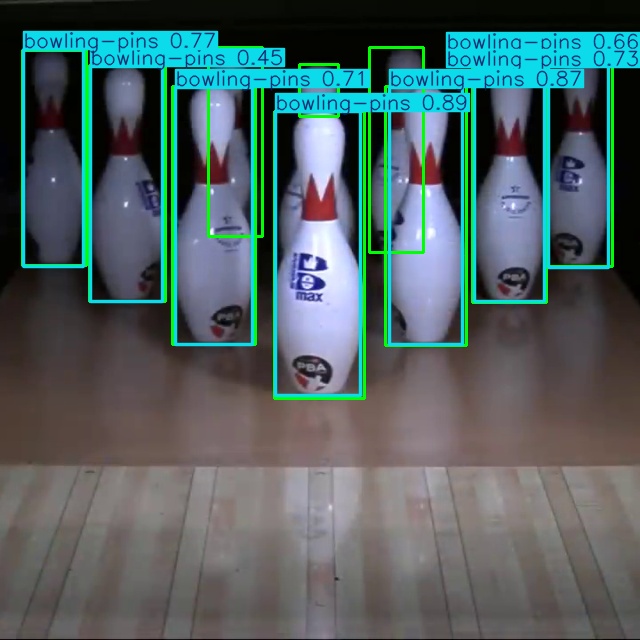 bowling-pins 0.77
bowling-pins 0.66
bowling-pins 0.45
bowling-pins 0.73
bowling-pins 0.71
bowling-pins 0.87
bowling-pins 0.89
B
max
B
max
PBA
PBA